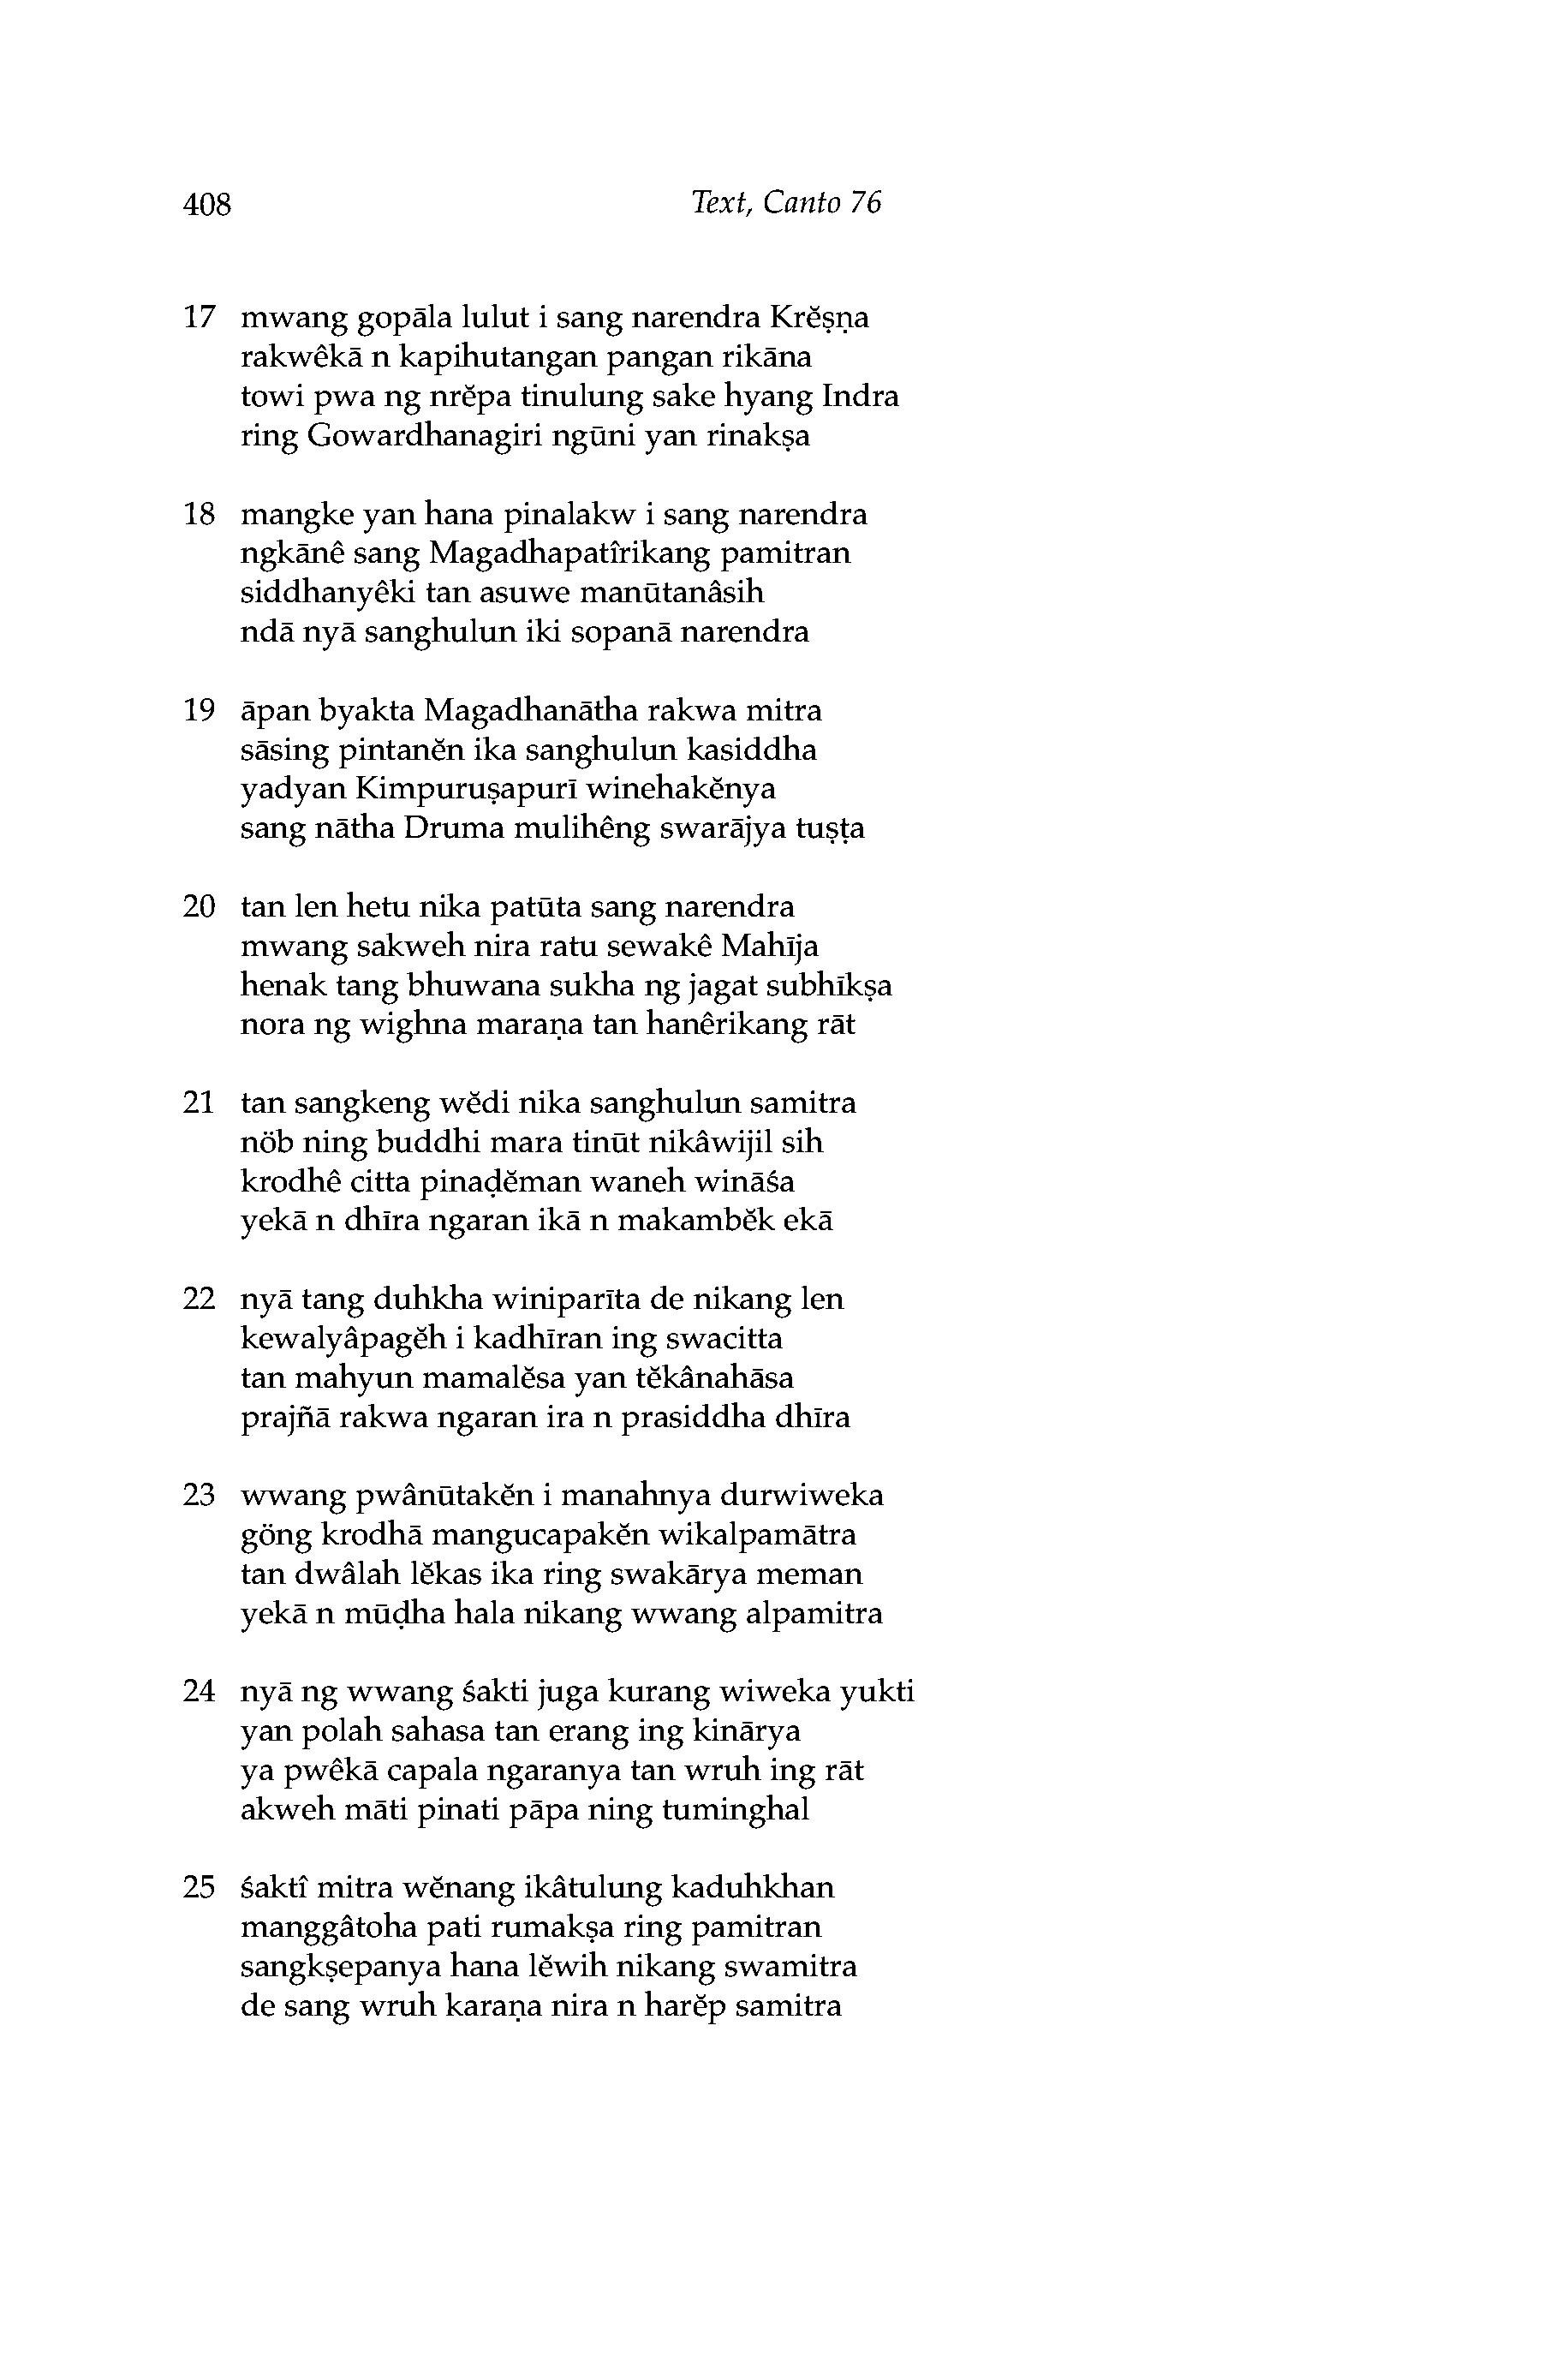 408 Text, Canto 76
17 mwang gopāla lulut i sang narendra Krĕṣṇa
rakwêkā n kapihutangan pangan rikāna
towi pwa ng nrĕpa tinulung sake hyang Indra
ring Gowardhanagiri ngūni yan rinakṣa
18 mangke yan hana pinalakw i sang narendra
ngkānê sang Magadhapatîrikang pamitran
siddhanyêki tan asuwe manūtanâsih
ndā nyā sanghulun iki sopanā narendra
19 āpan byakta Magadhanātha rakwa mitra
sāsing pintanĕn ika sanghulun kasiddha
yadyan Kimpuruṣapurī winehakĕnya
sang nātha Druma mulihêng swarājya tuṣṭa
20 tan len hetu nika patūta sang narendra
mwang sakweh nira ratu sewakê Mahīja
henak tang bhuwana sukha ng jagat subhīkṣa
nora ng wighna maraṇa tan hanêrikang rāt
21 tan sangkeng wĕdi nika sanghulun samitra
nöb ning buddhi mara tinūt nikâwijil sih
krodhê citta pinaḍĕman waneh wināśa
yekā n dhīra ngaran ikā n makambĕk ekā
22 nyā tang duhkha winiparīta de nikang len
kewalyâpagĕh i kadhīran ing swacitta
tan mahyun mamalĕsa yan tĕkânahāsa
prajñā rakwa ngaran ira n prasiddha dhīra
23 wwang pwânūtakĕn i manahnya durwiweka
göng krodhā mangucapakĕn wikalpamātra
tan dwâlah lĕkas ika ring swakārya meman
yekā n mūḍha hala nikang wwang alpamitra
24 nyā ng wwang śakti juga kurang wiweka yukti
yan polah sahasa tan erang ing kinārya
ya pwêkā capala ngaranya tan wruh ing rāt
akweh māti pinati pāpa ning tuminghal
25 śaktî mitra wĕnang ikâtulung kaduhkhan
manggâtoha pati rumakṣa ring pamitran
sangkṣepanya hana lĕwih nikang swamitra
de sang wruh karaṇa nira n harĕp samitra